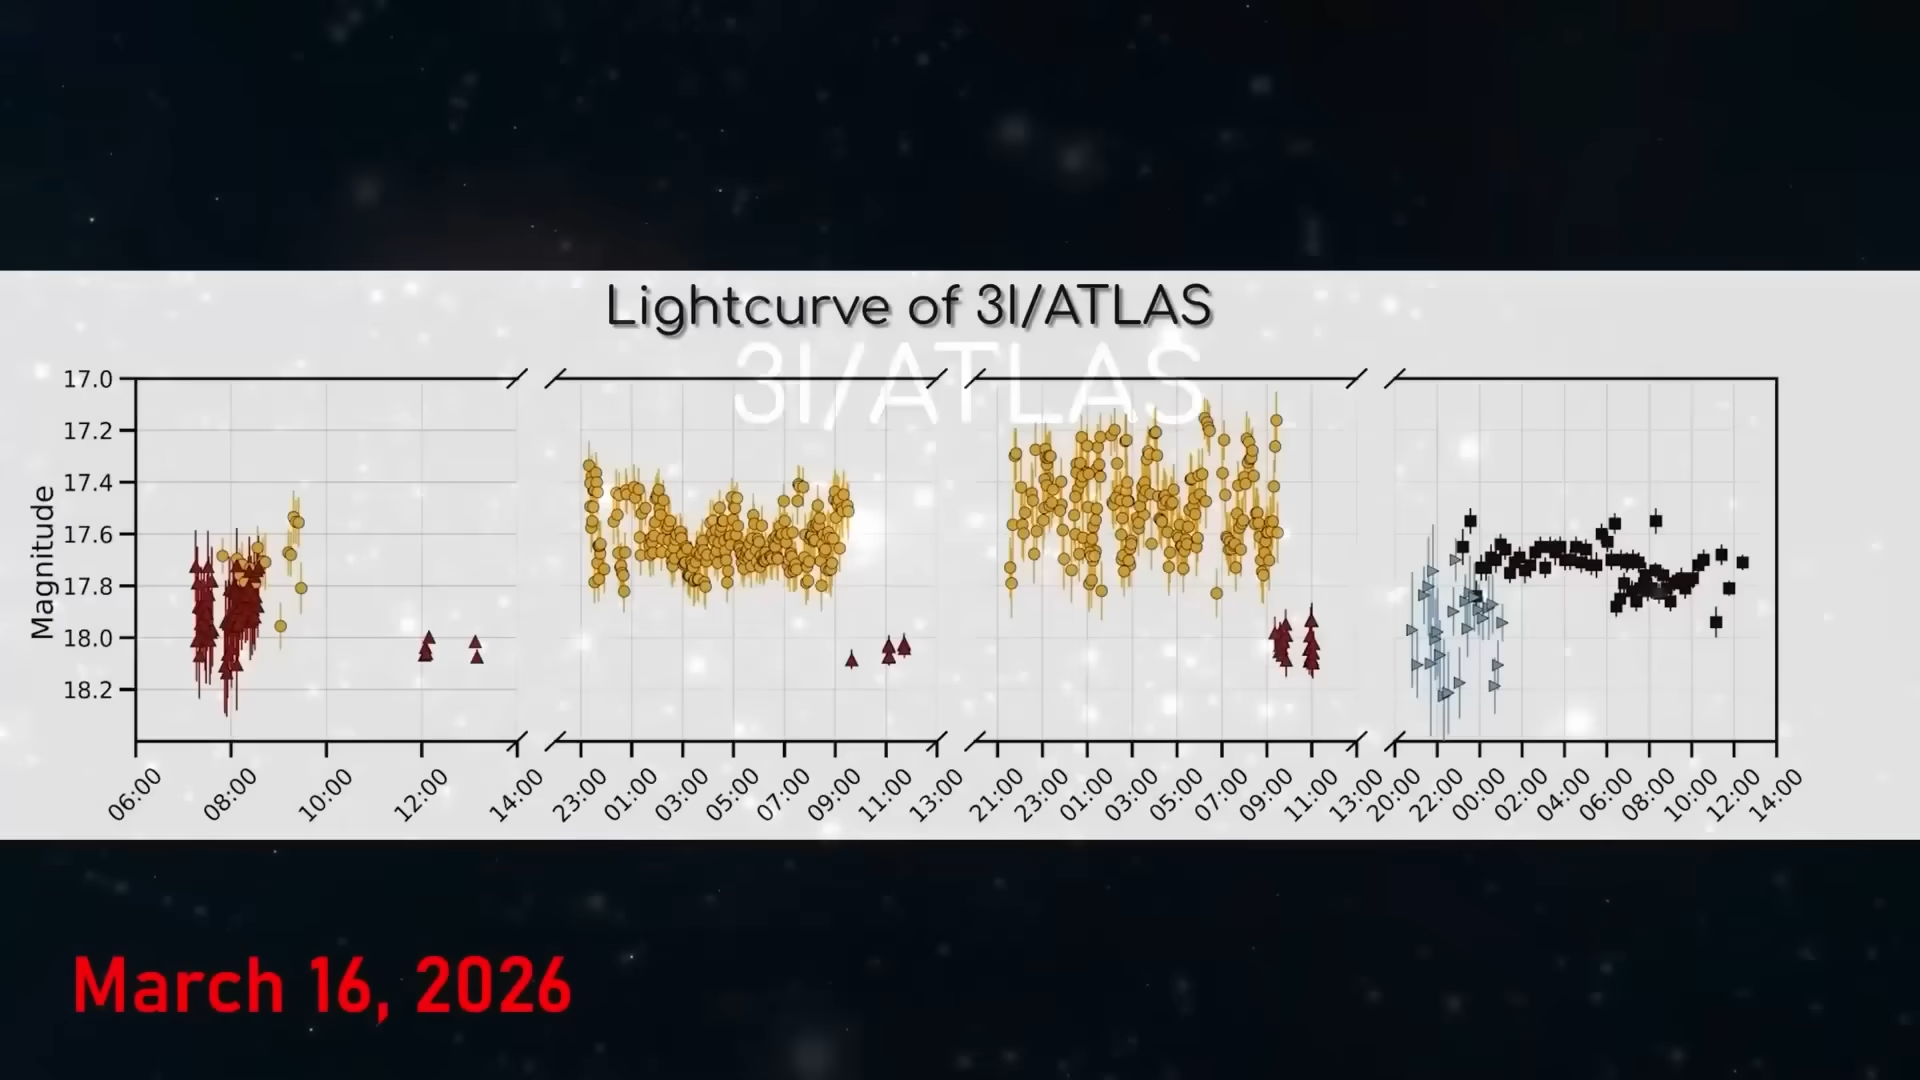 Lightcurve of 3I/ATLAS
3I/ATLAS
Magnitude
17.0
17.2
17.4
17.6
17.8
18.0
18.2
06:00 08:00 10:00 12:00 14:00 23:00 01:00 03:00 05:00 07:00 09:00 11:00 13:00 21:00 23:00 01:00 03:00 05:00 07:00 09:00 11:00 13:00 20:00 22:00 00:00 02:00 04:00 06:00 08:00 10:00 12:00 14:00
March 16, 2026